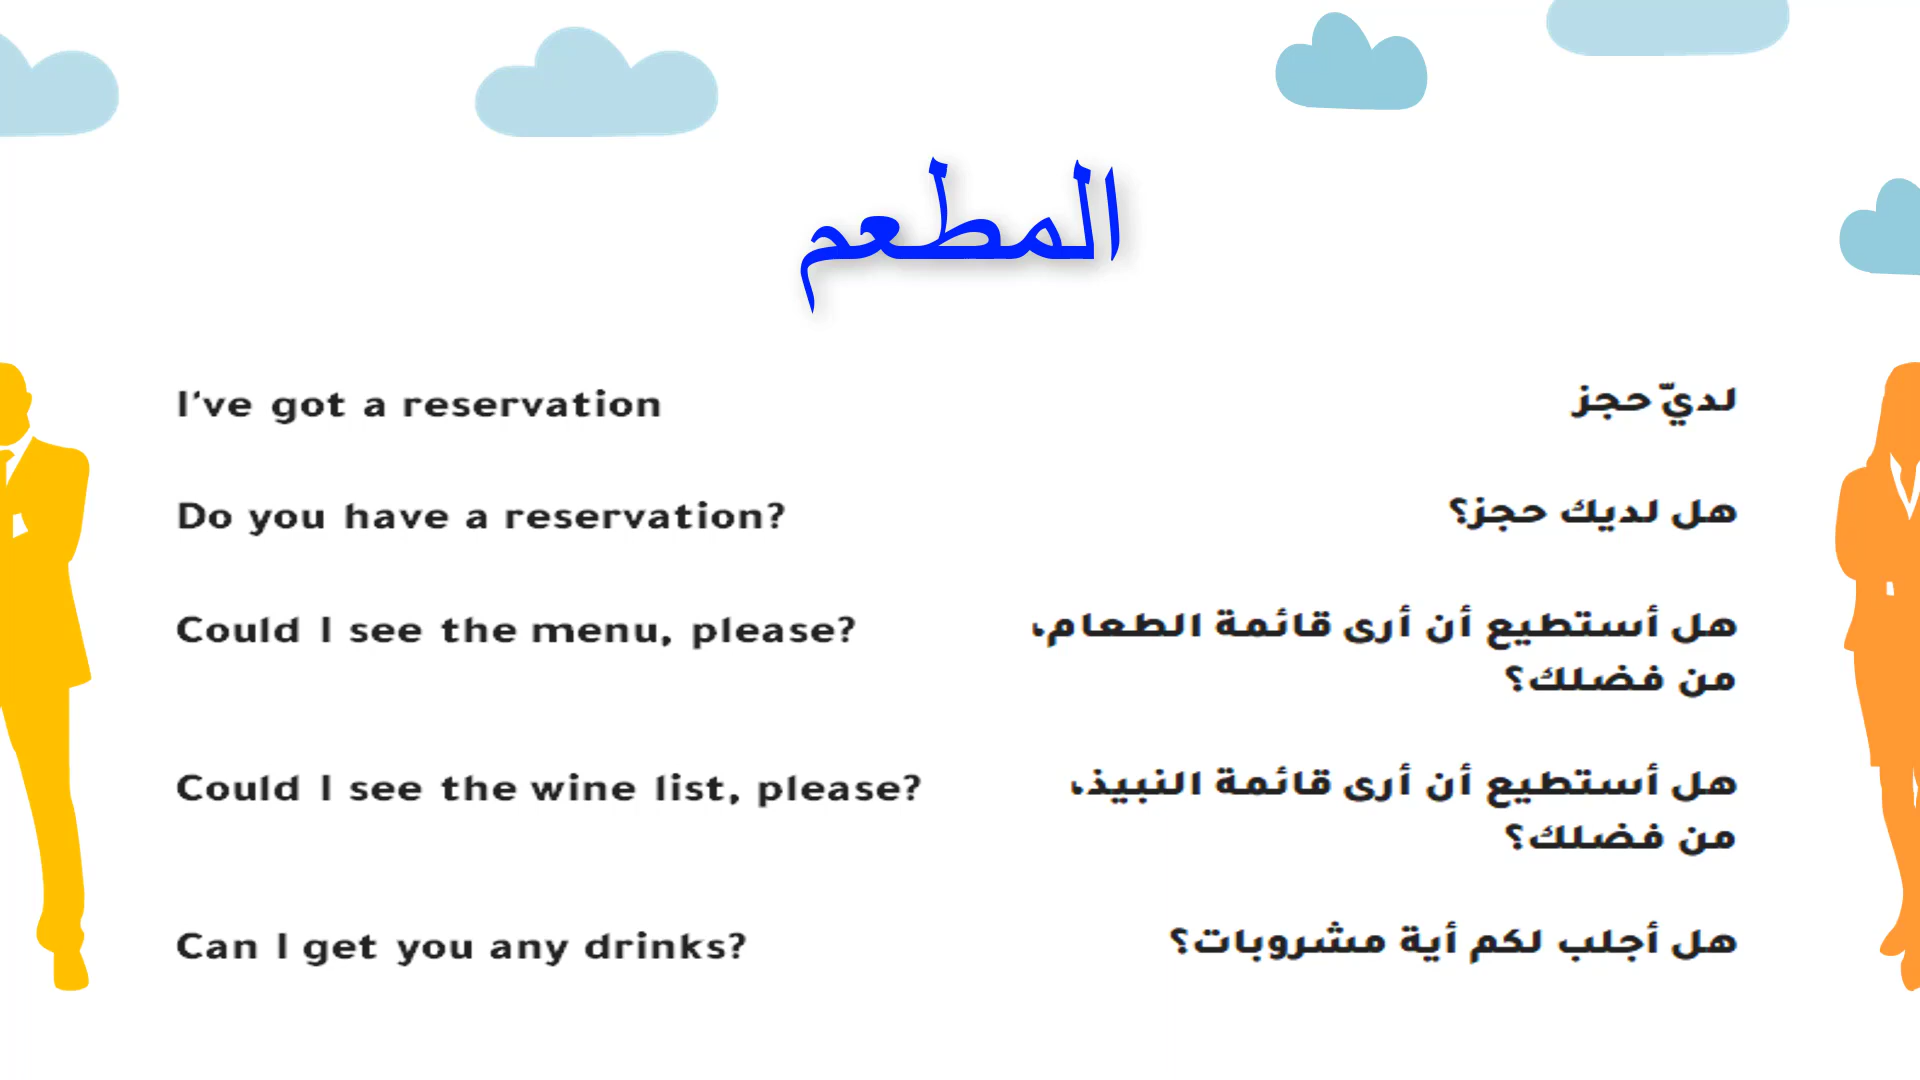 المطعم
I've got a reservation
لديّ حجز
Do you have a reservation?
هل لديك حجز؟
Could I see the menu, please?
هل أستطيع أن أرى قائمة الطعام،
من فضلك؟
Could I see the wine list, please?
هل أستطيع أن أرى قائمة النبيذ،
من فضلك؟
Can I get you any drinks?
هل أجلب لكم أية مشروبات؟